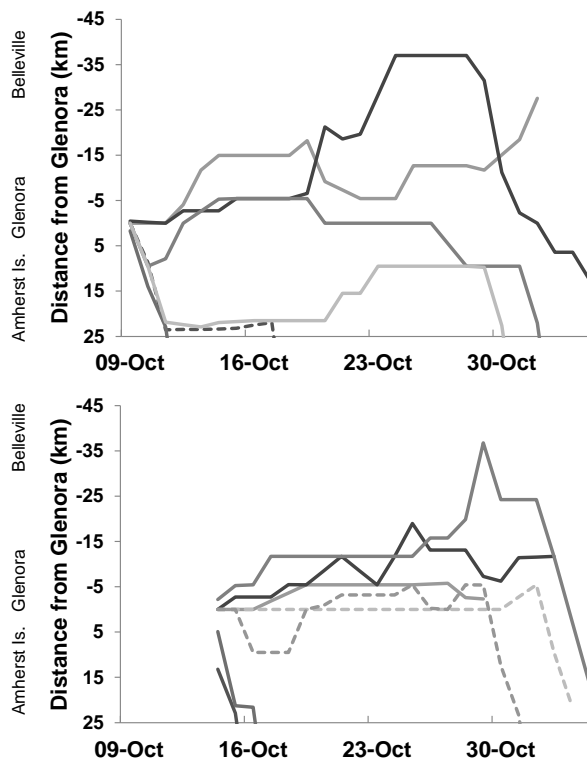 Belleville
Amherst Is. Glenora
Distance from Glenora (km)
-45
-35
-25
-15
-5
5
15
25
09-Oct 16-Oct 23-Oct 30-Oct
Belleville
Amherst Is. Glenora
Distance from Glenora (km)
-45
-35
-25
-15
-5
5
15
25
09-Oct 16-Oct 23-Oct 30-Oct